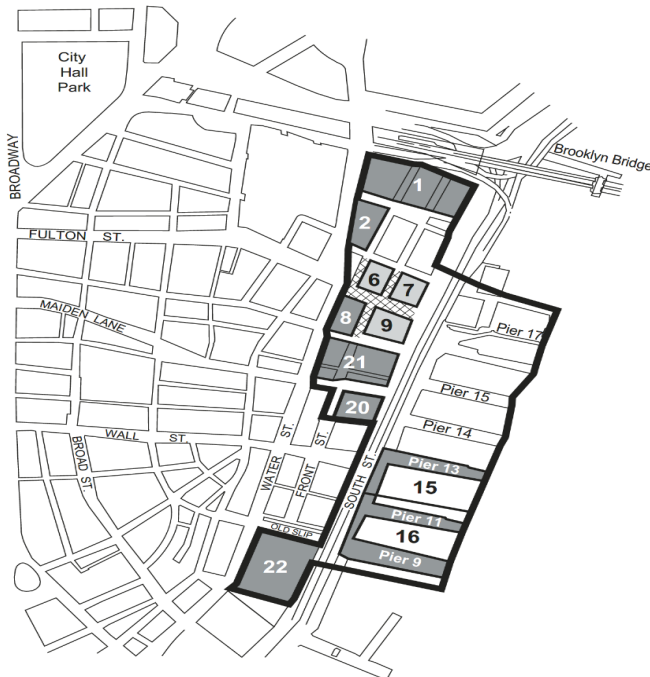 City
Hall
Park
BROADWAY
Brooklyn Bridge
1
2
FULTON ST.
6
7
MAIDEN LANE
8
9
Pier 17
21
Pier 15
20
Pier 14
WALL ST.
BROAD ST.
WATER ST.
FRONT ST.
SOUTH ST.
Pier 13
15
Pier 11
16
OLD SLIP
Pier 9
22